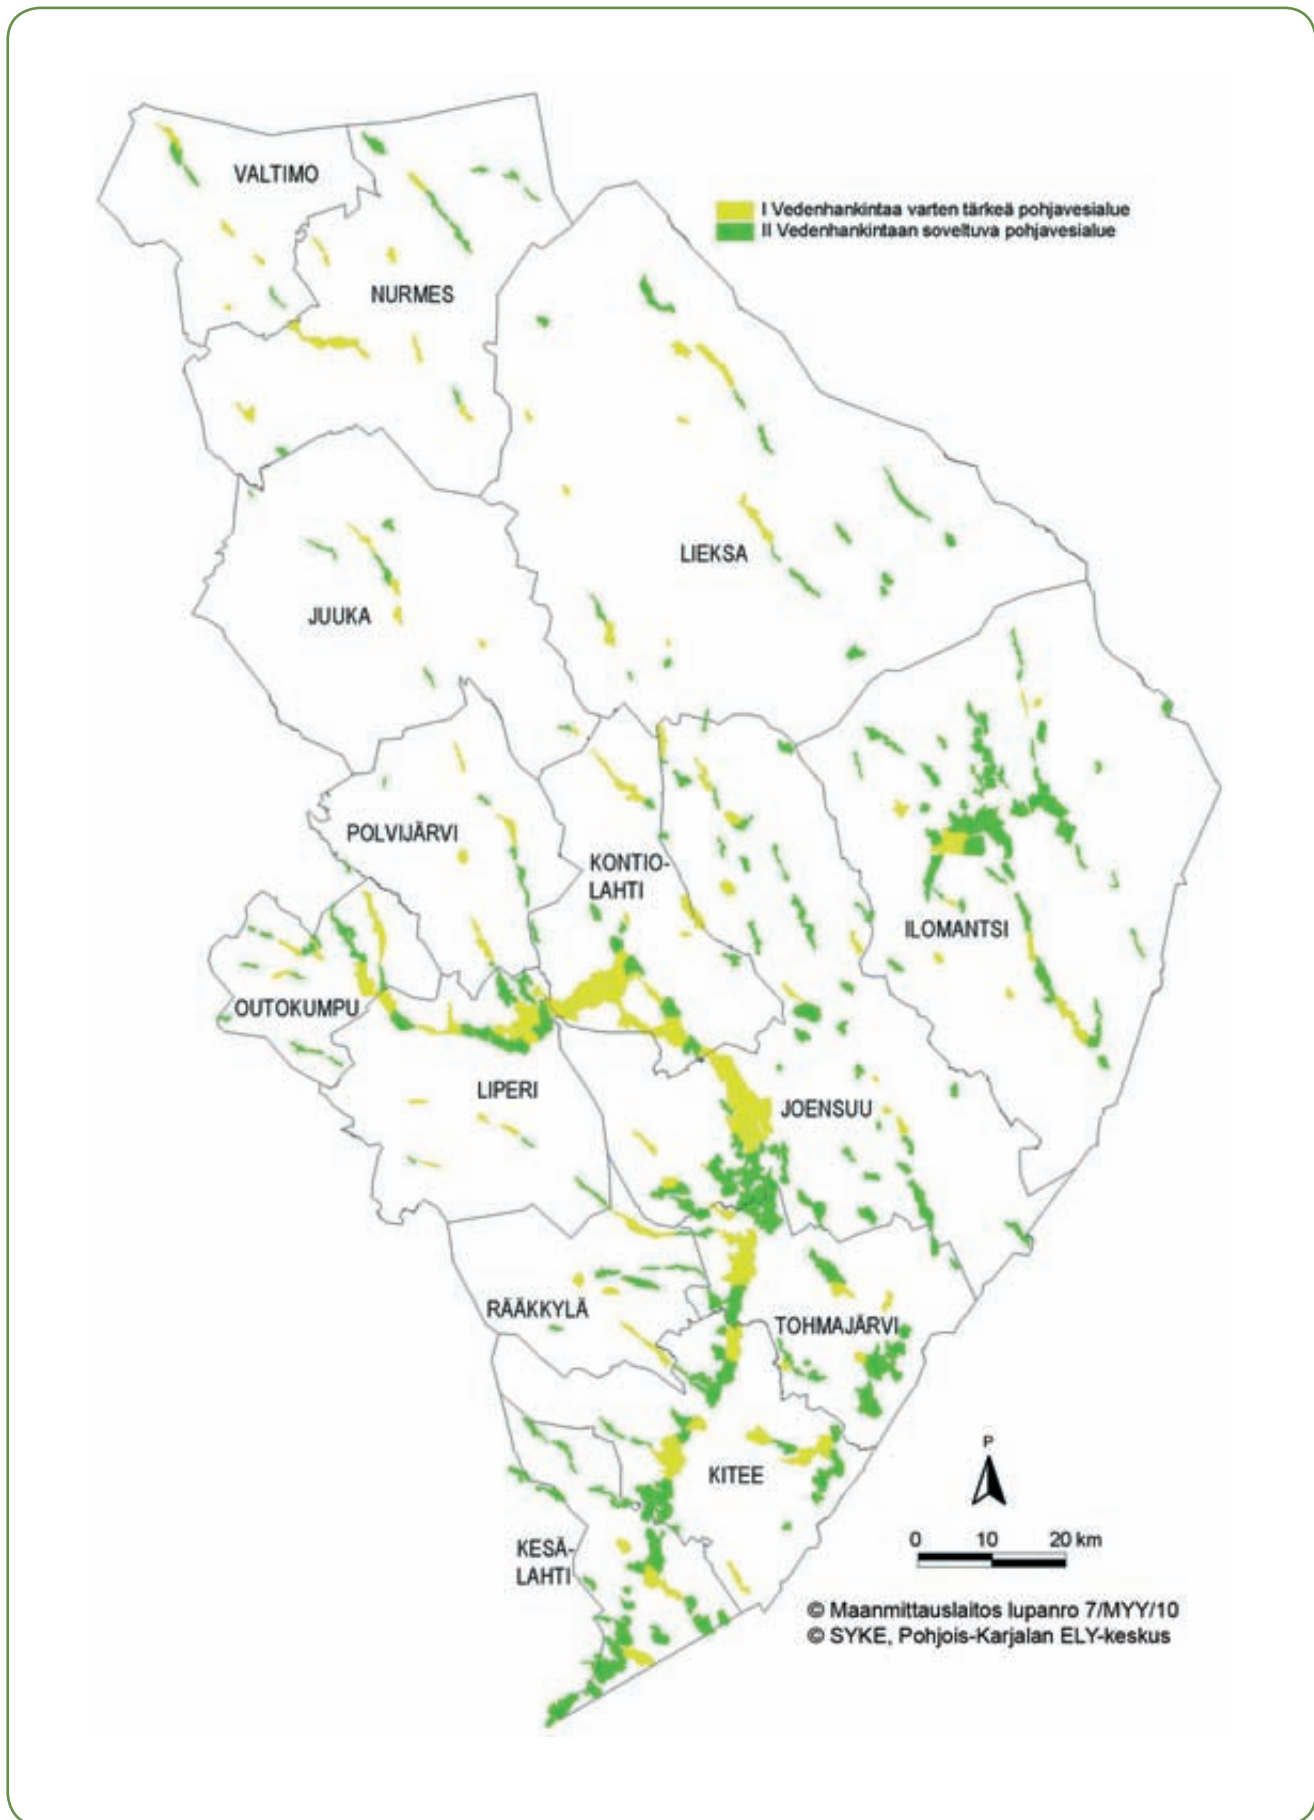 VALTIMO
I Vedenhankintaa varten tärkeä pohjavesialue
II Vedenhankintaan soveltuva pohjavesialue
NURMES
LIEKSA
JUUKA
POLVIJÄRVI
KONTIO-
LAHTI
ILOMANTSI
OUTOKUMPU
LIPERI
JOENSUU
RÄÄKKYLÄ
TOHMAJÄRVI
P
KITEE
KESÄ-
LAHTI
0 10 20 km
© Maanmittauslaitos lupanro 7/MYY/10
© SYKE, Pohjois-Karjalan ELY-keskus